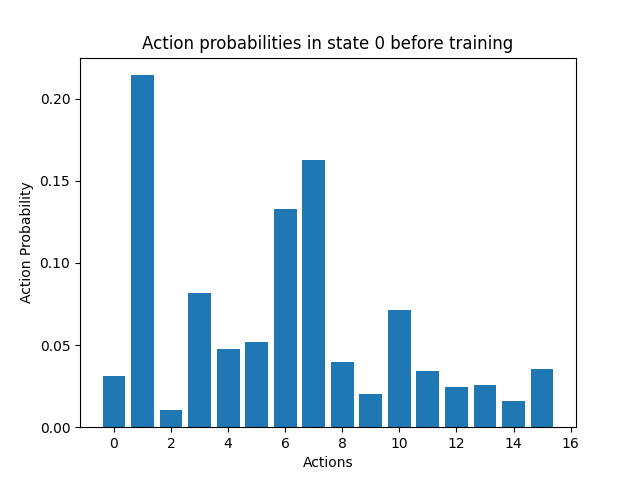 Action probabilities in state 0 before training
0.20
0.15
0.10
0.05
0.00
Action Probability
0 2 4 6 8 10 12 14 16
Actions